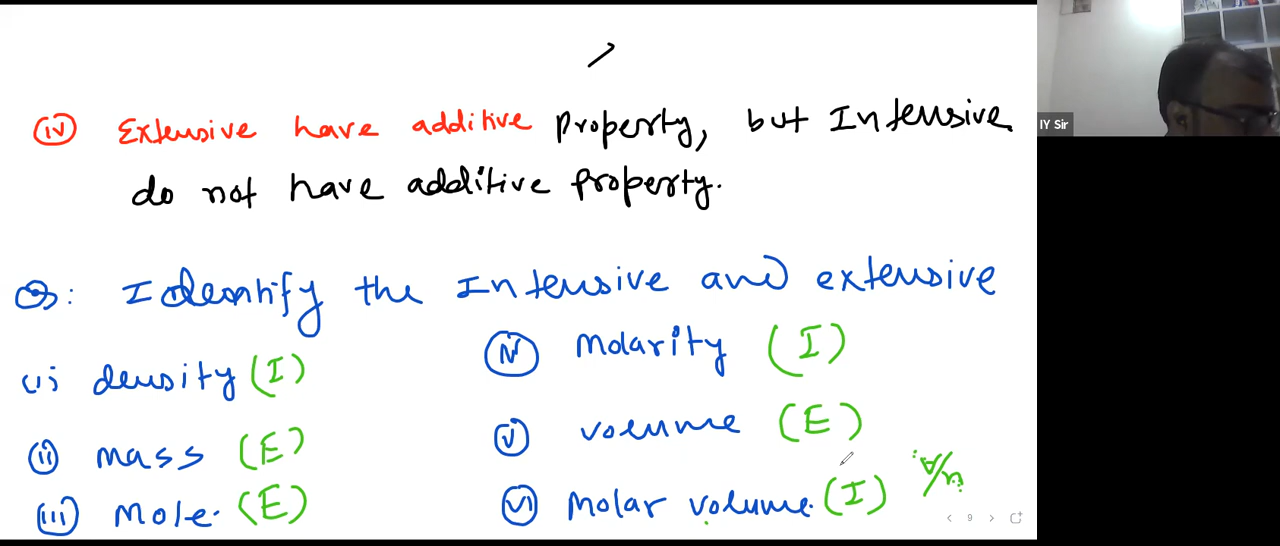 (iv) Extensive have additive Property, but Intensive
do not have additive property.
Q: Identify the Intensive and extensive
(i) density (I)
(ii) mass (E)
(iii) Mole. (E)
(iv) Molarity (I)
(v) volume (E)
(vi) Molar volume. (I)
IY Sir
9